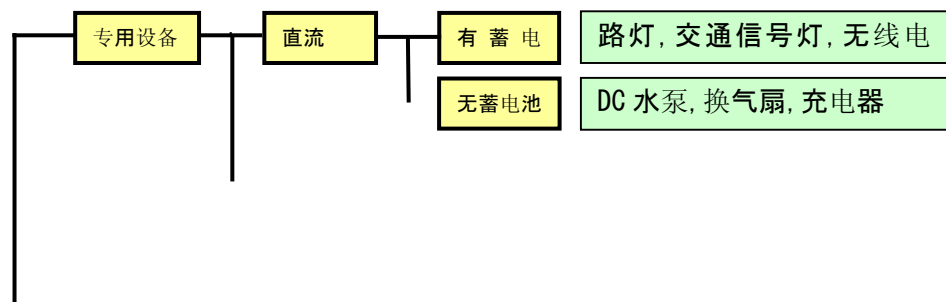 专用设备 直流 有 蓄 电 路灯, 交通信号灯, 无线电
无蓄电池 DC 水泵, 换气扇, 充电器